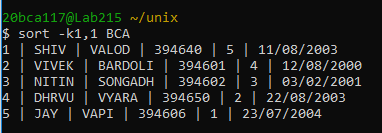 20bca117@Lab215 ~/unix
$ sort -k1,1 BCA
1 | SHIV | VALOD | 394640 | 5 | 11/08/2003
2 | VIVEK | BARDOLI | 394601 | 4 | 12/08/2000
3 | NITIN | SONGADH | 394602 | 3 | 03/02/2001
4 | DHRVU | VYARA | 394650 | 2 | 22/08/2003
5 | JAY | VAPI | 394606 | 1 | 23/07/2004